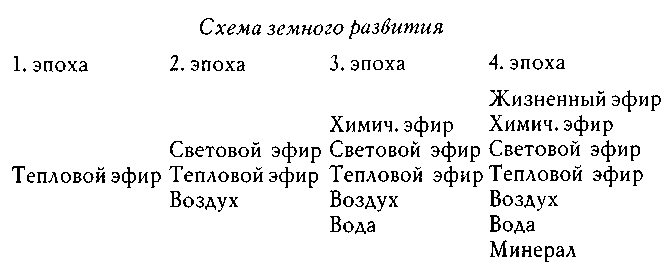 Схема земного развития
1. эпоха 2. эпоха 3. эпоха 4. эпоха
Жизненный эфир
Химич. эфир Химич. эфир
Световой эфир Световой эфир Световой эфир
Тепловой эфир Тепловой эфир Тепловой эфир Тепловой эфир
Воздух Воздух Воздух
Вода Вода
Минерал